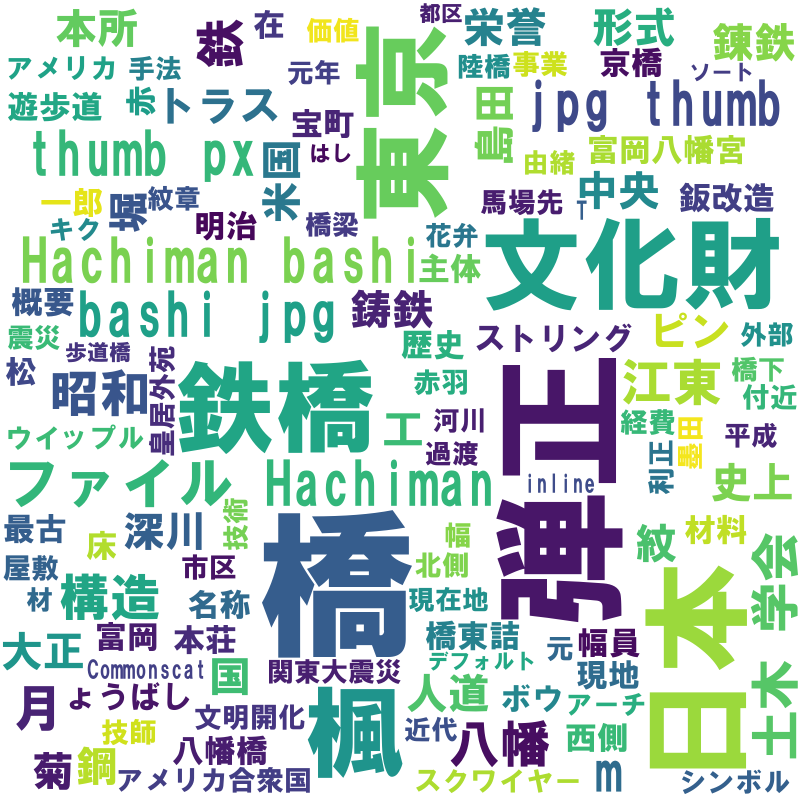 都区
本所
鉄
在
価値
栄誉
形式
錬鉄
アメリカ
手法
元年
東京
陸橋
事業
京橋
ソート
遊歩道
赤
トラス
宝町
島田
jpg thumb
thumb px
米国
はし
由緒
富岡八幡宮
一郎
紋章
堀
キク
明治
橋梁
馬場先
中央
T
鈑改造
花弁
文化財
Hachiman bashi
主体
概要
bashi jpg
鋳鉄
震災
歩道橋
歴史
ストリング
ピン
外部
松
昭和
皇居外苑
鉄橋
赤羽
弾正
江東
橋下
付近
ウイップル
工
河川
過渡
経費
墨田
平成
利正
ファイル Hachiman
inline
史上
最古
深川
技術
橋
幅
紋
材料
学会
床
屋敷
市区
北側
日本
材
構造
名称
現在地
大正
富岡
本荘
橋東詰
元
幅員
Commonscat
国
関東大震災
デフォルト
現地
土木
月
ょうばし
楓
人道
ボウ
アーチ
技師
文明開化
近代
八幡
西側
菊
鋼
八幡橋
アメリカ合衆国
スクワイヤー
m
シンボル